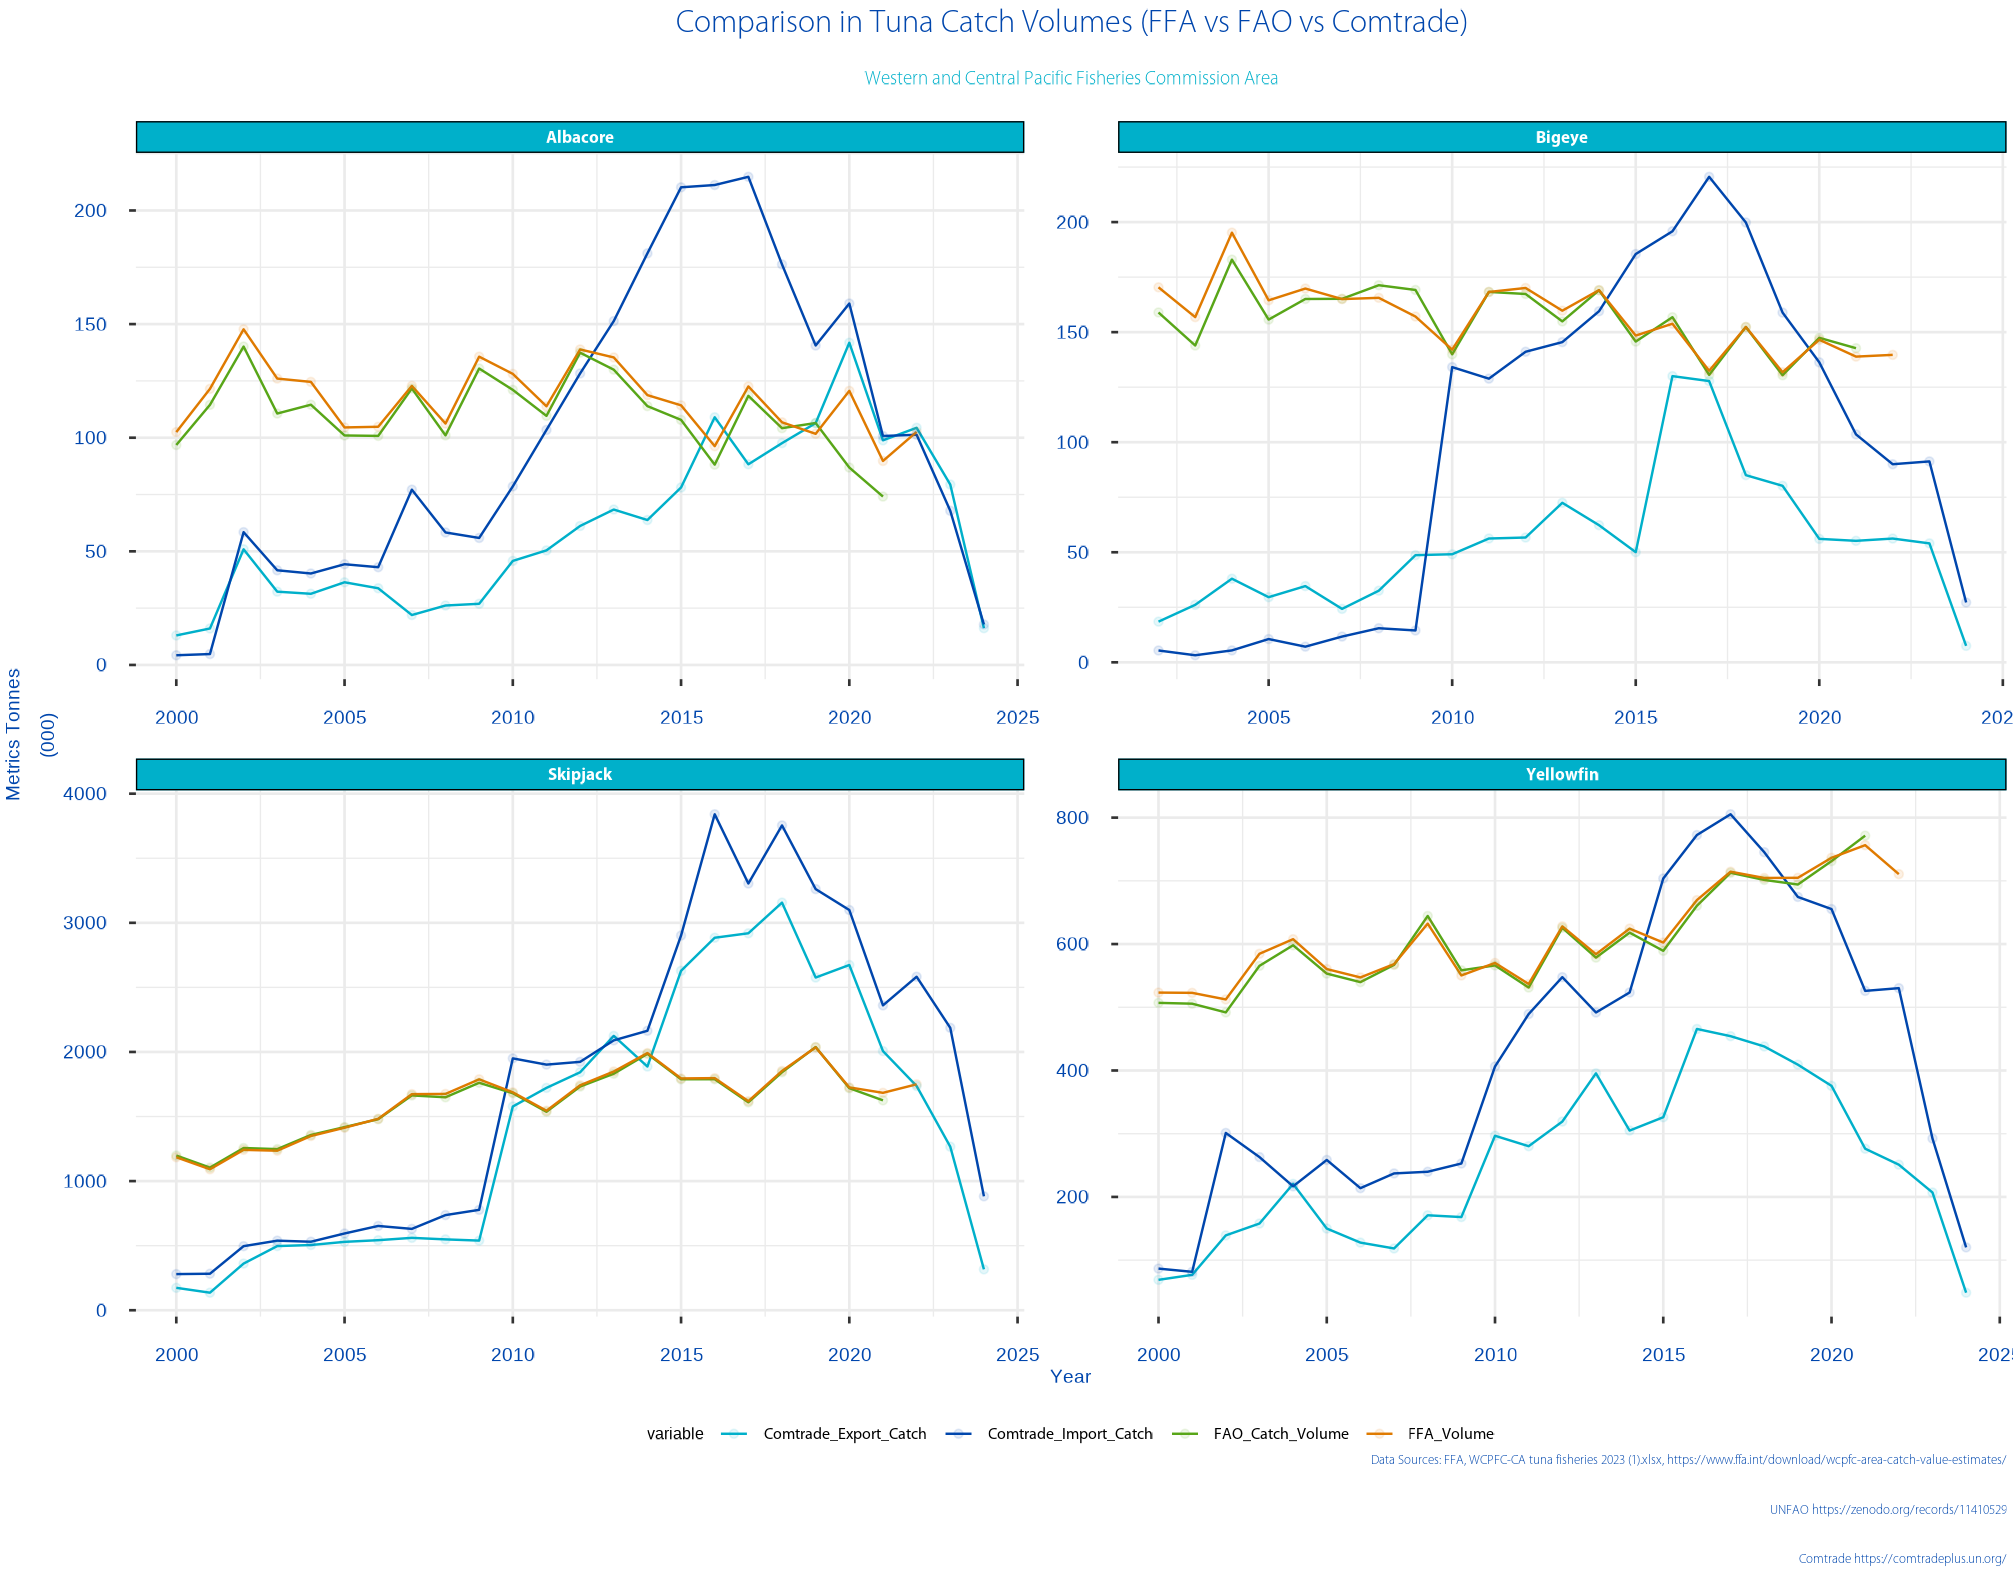 Comparison in Tuna Catch Volumes (FFA vs FAO vs Comtrade)
Western and Central Pacific Fisheries Commission Area
Albacore
Bigeye
200
150
100
50
0
200
150
100
50
0
2000 2005 2010 2015 2020 2025
2005 2010 2015 2020 202
Metrics Tonnes
(000)
Skipjack
Yellowfin
4000
3000
2000
1000
0
800
600
400
200
2000 2005 2010 2015 2020 2025
2000 2005 2010 2015 2020 2025
Year
variable Comtrade_Export_Catch Comtrade_Import_Catch FAO_Catch_Volume FFA_Volume
Data Sources: FFA, WCPFC-CA tuna fisheries 2023 (1).xlsx, https://www.ffa.int/download/wcpfc-area-catch-value-estimates/
UNFAO https://zenodo.org/records/11410529
Comtrade https://comtradeplus.un.org/